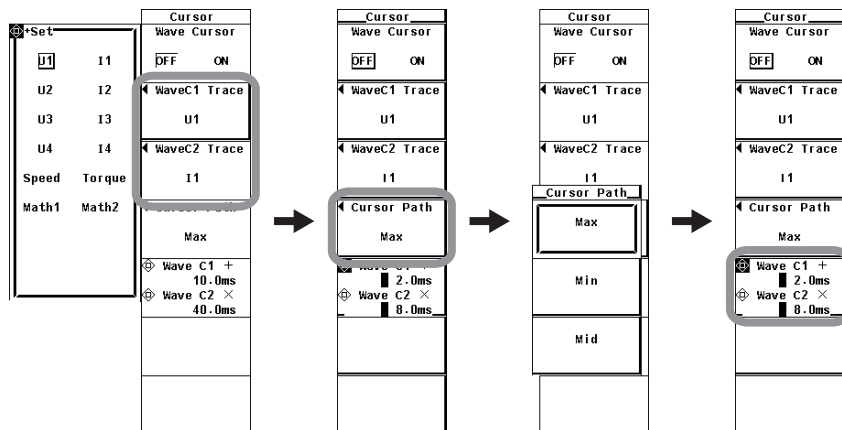 +Set
U1 I1
U2 I2
U3 I3
U4 I4
Speed Torque
Math1 Math2
Cursor
Wave Cursor
OFF ON
WaveC1 Trace
U1
WaveC2 Trace
I1
Cursor Path
Max
Wave C1 +
10.0ms
Wave C2 ×
40.0ms
Cursor
Wave Cursor
OFF ON
WaveC1 Trace
U1
WaveC2 Trace
I1
Cursor Path
Max
Wave C1 +
2.0ms
Wave C2 ×
8.0ms
Cursor
Wave Cursor
OFF ON
WaveC1 Trace
U1
WaveC2 Trace
I1
Cursor Path
Max
Min
Mid
Cursor
Wave Cursor
OFF ON
WaveC1 Trace
U1
WaveC2 Trace
I1
Cursor Path
Max
Wave C1 +
2.0ms
Wave C2 ×
8.0ms